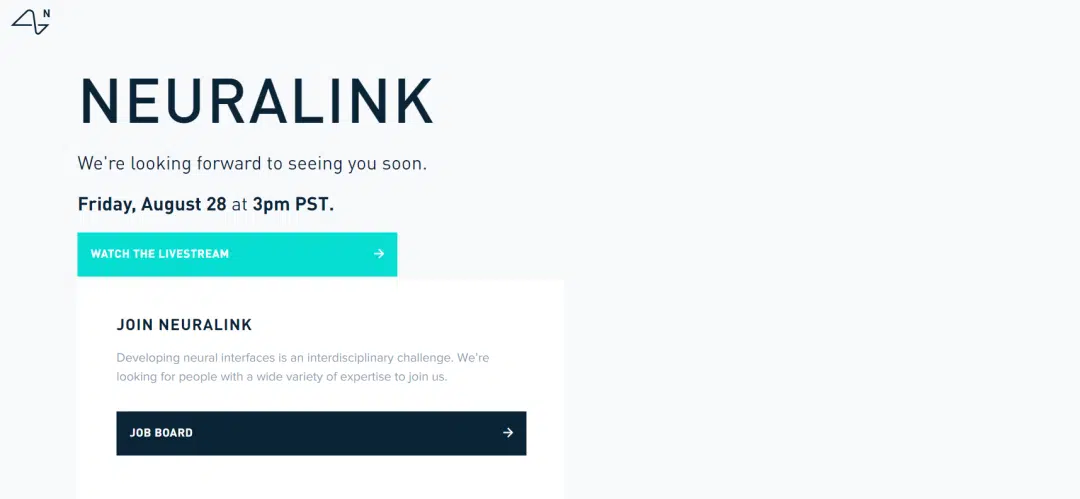 N
NEURALINK
We're looking forward to seeing you soon.
Friday, August 28 at 3pm PST.
WATCH THE LIVESTREAM
JOIN NEURALINK
Developing neural interfaces is an interdisciplinary challenge. We're
looking for people with a wide variety of expertise to join us.
JOB BOARD